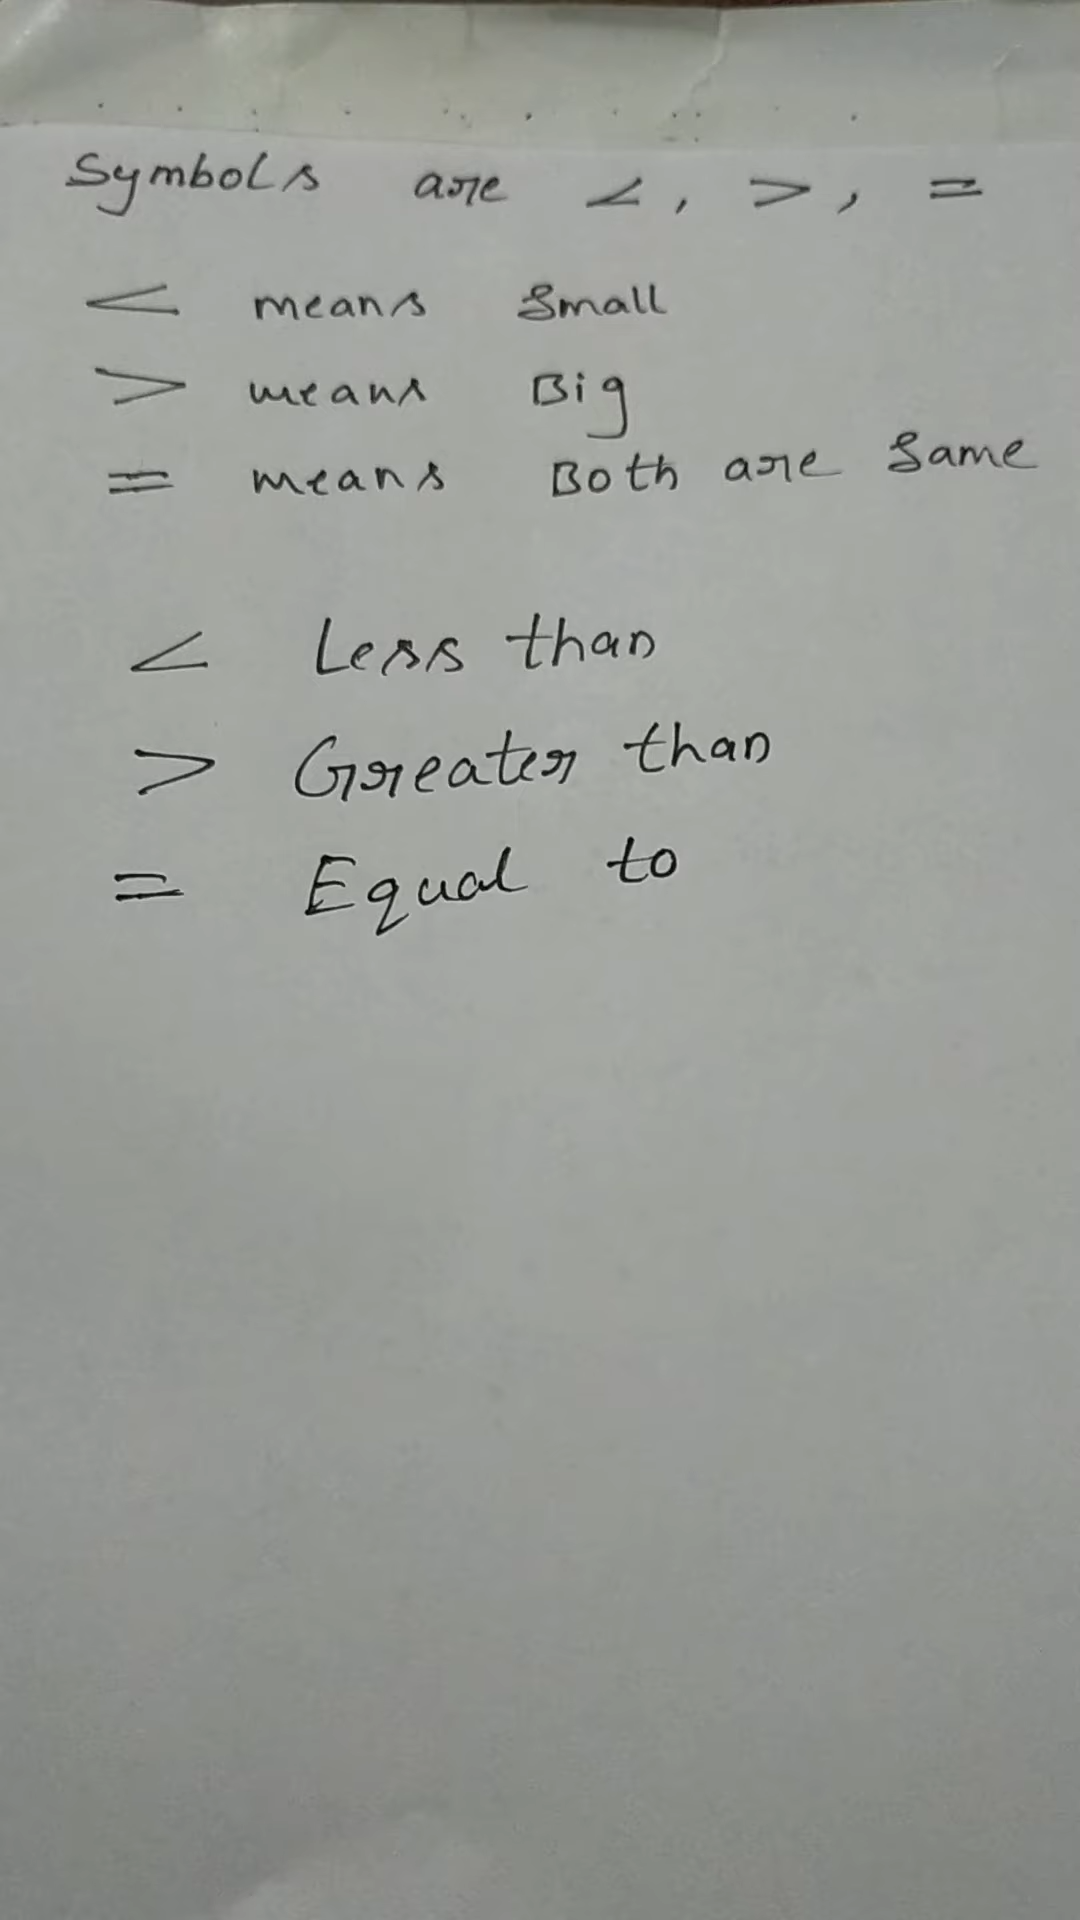 Symbols are <, >, =
< means Small
> means Big
= means Both are Same
< Less than
> Greater than
= Equal to